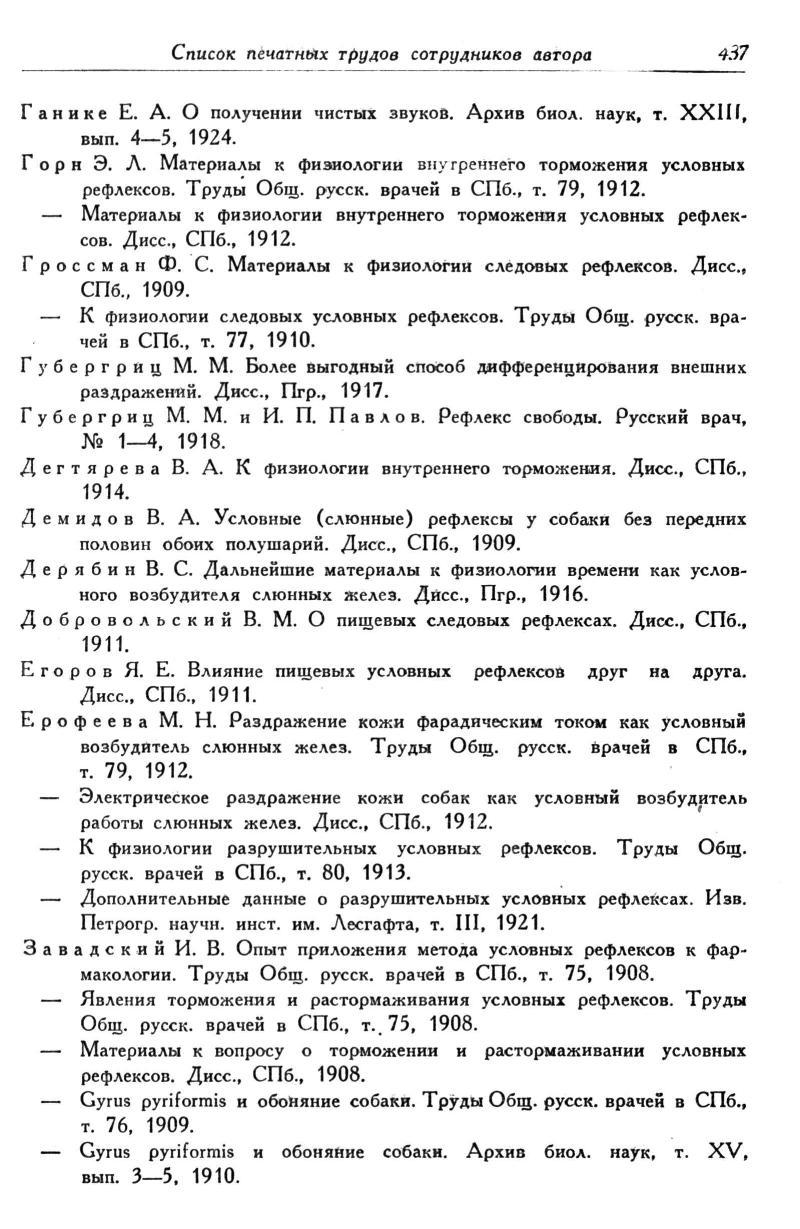 Список печатных трудов сотрудников автора 437
Ганике Е. А. О получении чистых звуков. Архив биол. наук, т. XXIII,
вып. 4—5, 1924.
Горн Э. Л. Материалы к физиологии внутреннего торможения условных
рефлексов. Труды Общ. русск. врачей в СПб., т. 79, 1912.
— Материалы к физиологии внутреннего торможения условных рефлек-
сов. Дисс., СПб., 1912.
Гроссман Ф. С. Материалы к физиологии следовых рефлексов. Дисс.,
СПб., 1909.
— К физиологии следовых условных рефлексов. Труды Общ. русск. вра-
чей в СПб., т. 77, 1910.
Губергриц М. М. Более выгодный способ дифференцирования внешних
раздражений. Дисс., Пгр., 1917.
Губергриц М. М. и И. П. Павлов. Рефлекс свободы. Русский врач,
№ 1—4, 1918.
Дегтярева В. А. К физиологии внутреннего торможения. Дисс., СПб.,
1914.
Демидов В. А. Условные (слюнные) рефлексы у собаки без передних
половин обоих полушарий. Дисс., СПб., 1909.
Дерябин В. С. Дальнейшие материалы к физиологии времени как услов-
ного возбудителя слюнных желез. Дисс., Пгр., 1916.
Добровольский В. М. О пищевых следовых рефлексах. Дисс., СПб.,
1911.
Егоров Я. Е. Влияние пищевых условных рефлексов друг на друга.
Дисс., СПб., 1911.
Ерофеева М. Н. Раздражение кожи фарадическим током как условный
возбудитель слюнных желез. Труды Общ. русск. врачей в СПб.,
т. 79, 1912.
— Электрическое раздражение кожи собак как условный возбудитель
работы слюнных желез. Дисс., СПб., 1912.
— К физиологии разрушительных условных рефлексов. Труды Общ.
русск. врачей в СПб., т. 80, 1913.
— Дополнительные данные о разрушительных условных рефлексах. Изв.
Петрогр. научн. инст. им. Лесгафта, т. III, 1921.
Завадский И. В. Опыт приложения метода условных рефлексов к фар-
макологии. Труды Общ. русск. врачей в СПб., т. 75, 1908.
— Явления торможения и растормаживания условных рефлексов. Труды
Общ. русск. врачей в СПб., т. 75, 1908.
— Материалы к вопросу о торможении и растормаживании условных
рефлексов. Дисс., СПб., 1908.
— Gyrus pyriformis и обоняние собаки. Труды Общ. русск. врачей в СПб.,
т. 76, 1909.
— Gyrus pyriformis и обоняние собаки. Архив биол. наук, т. XV,
вып. 3—5, 1910.